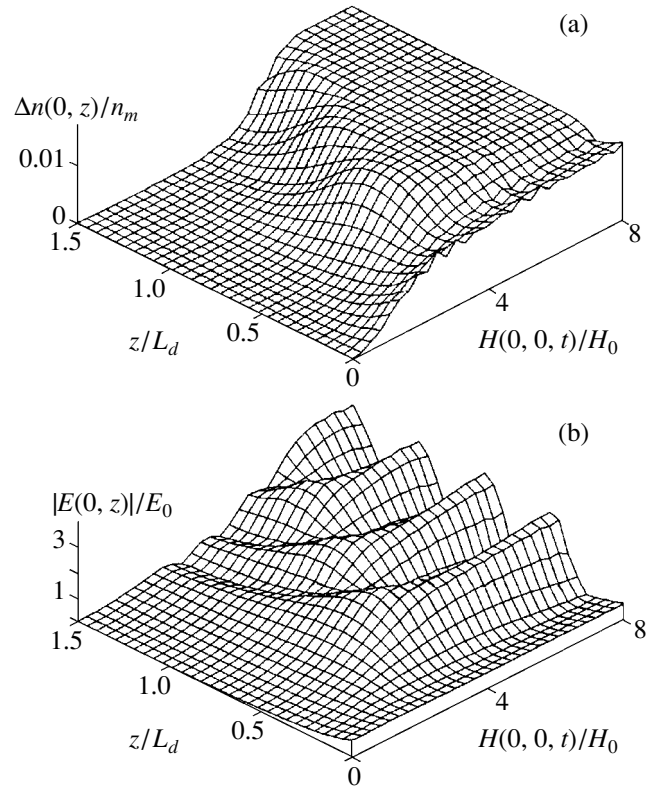 (a)
Δn(0, z)/n_m
0.01
0
1.5
1.0
0.5
0
4
8
z/L_d
H(0, 0, t)/H_0
(b)
|E(0, z)|/E_0
3
1
1.5
1.0
0.5
0
4
8
z/L_d
H(0, 0, t)/H_0